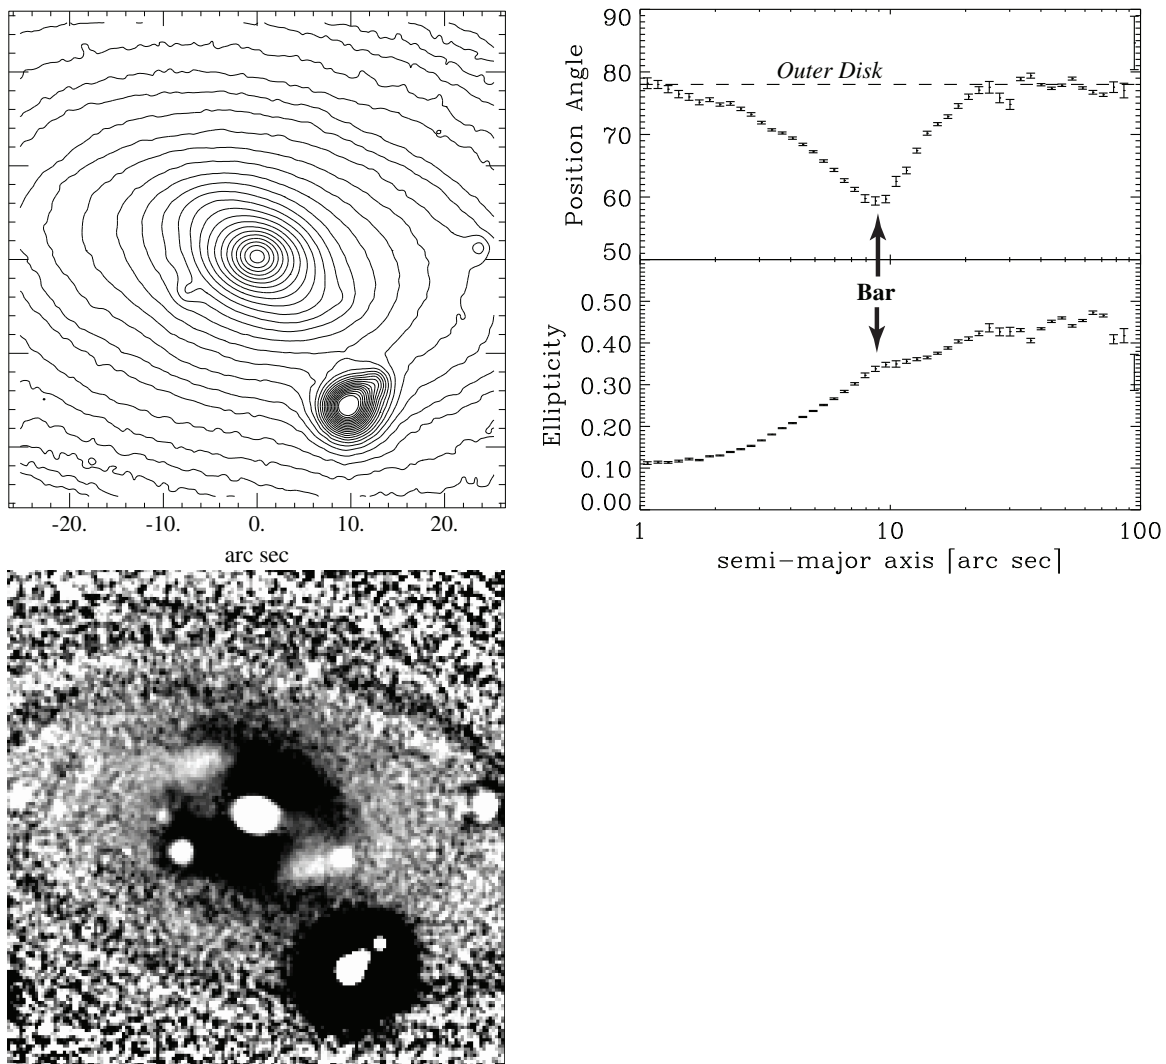 -20. -10. 0. 10. 20.
arc sec
90
80
70
60
50
Position Angle
Outer Disk
Bar
0.50
0.40
0.30
0.20
0.10
0.00
Ellipticity
1 10 100
semi-major axis [arc sec]